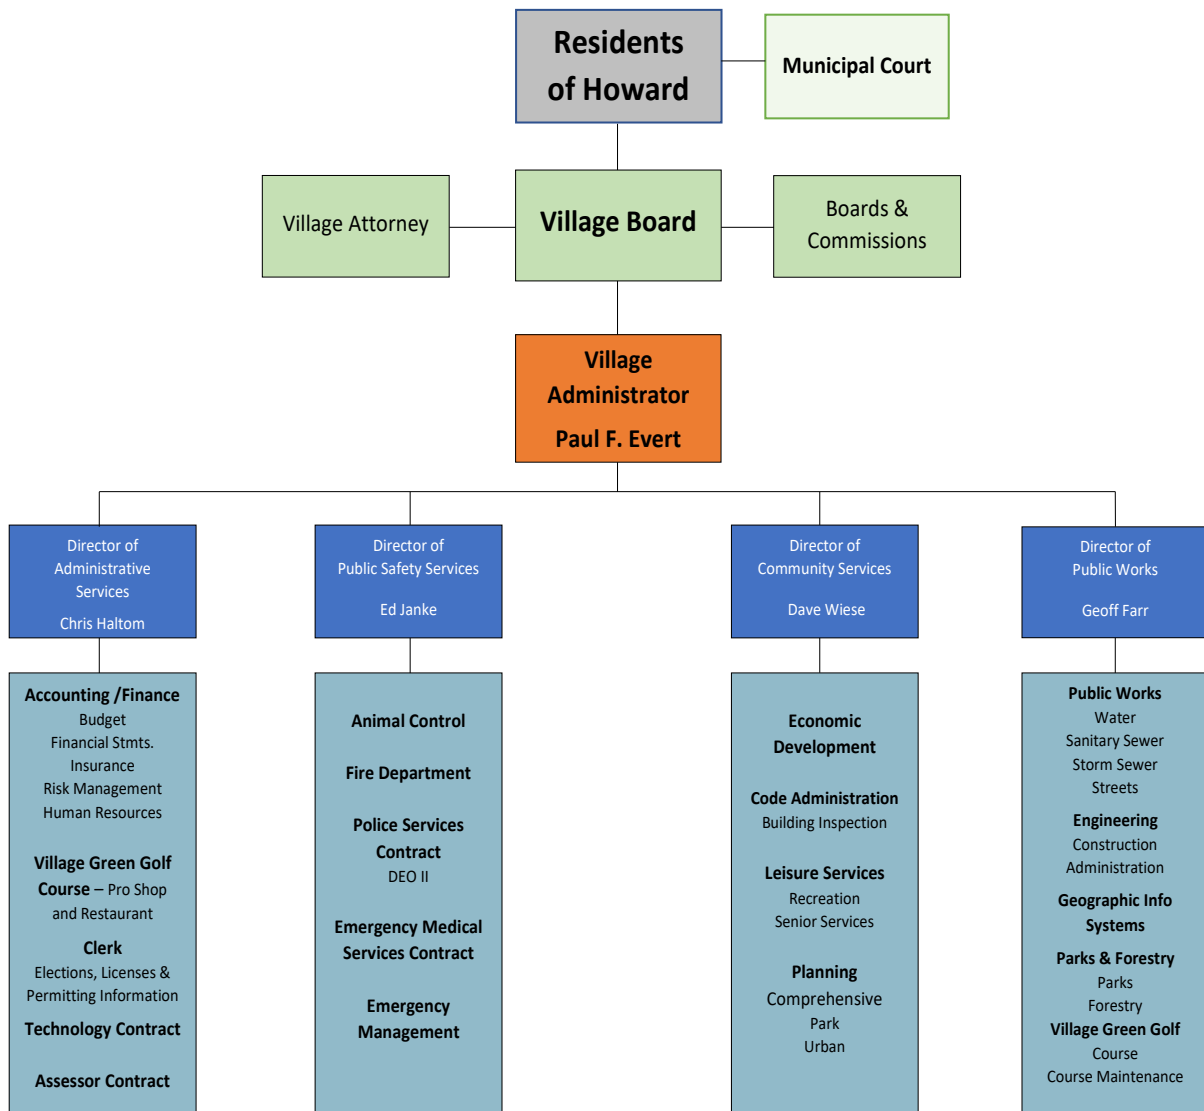 Residents
of Howard
Municipal Court
Village Attorney
Village Board
Boards &
Commissions
Village
Administrator
Paul F. Evert
Director of
Administrative
Services
Chris Haltom
Director of
Public Safety Services
Ed Janke
Director of
Community Services
Dave Wiese
Director of
Public Works
Geoff Farr
Accounting /Finance
Budget
Financial Stmts.
Insurance
Risk Management
Human Resources
Village Green Golf
Course – Pro Shop
and Restaurant
Clerk
Elections, Licenses &
Permitting Information
Technology Contract
Assessor Contract
Animal Control
Fire Department
Police Services
Contract
DEO II
Emergency Medical
Services Contract
Emergency
Management
Economic
Development
Code Administration
Building Inspection
Leisure Services
Recreation
Senior Services
Planning
Comprehensive
Park
Urban
Public Works
Water
Sanitary Sewer
Storm Sewer
Streets
Engineering
Construction
Administration
Geographic Info
Systems
Parks & Forestry
Parks
Forestry
Village Green Golf
Course
Course Maintenance